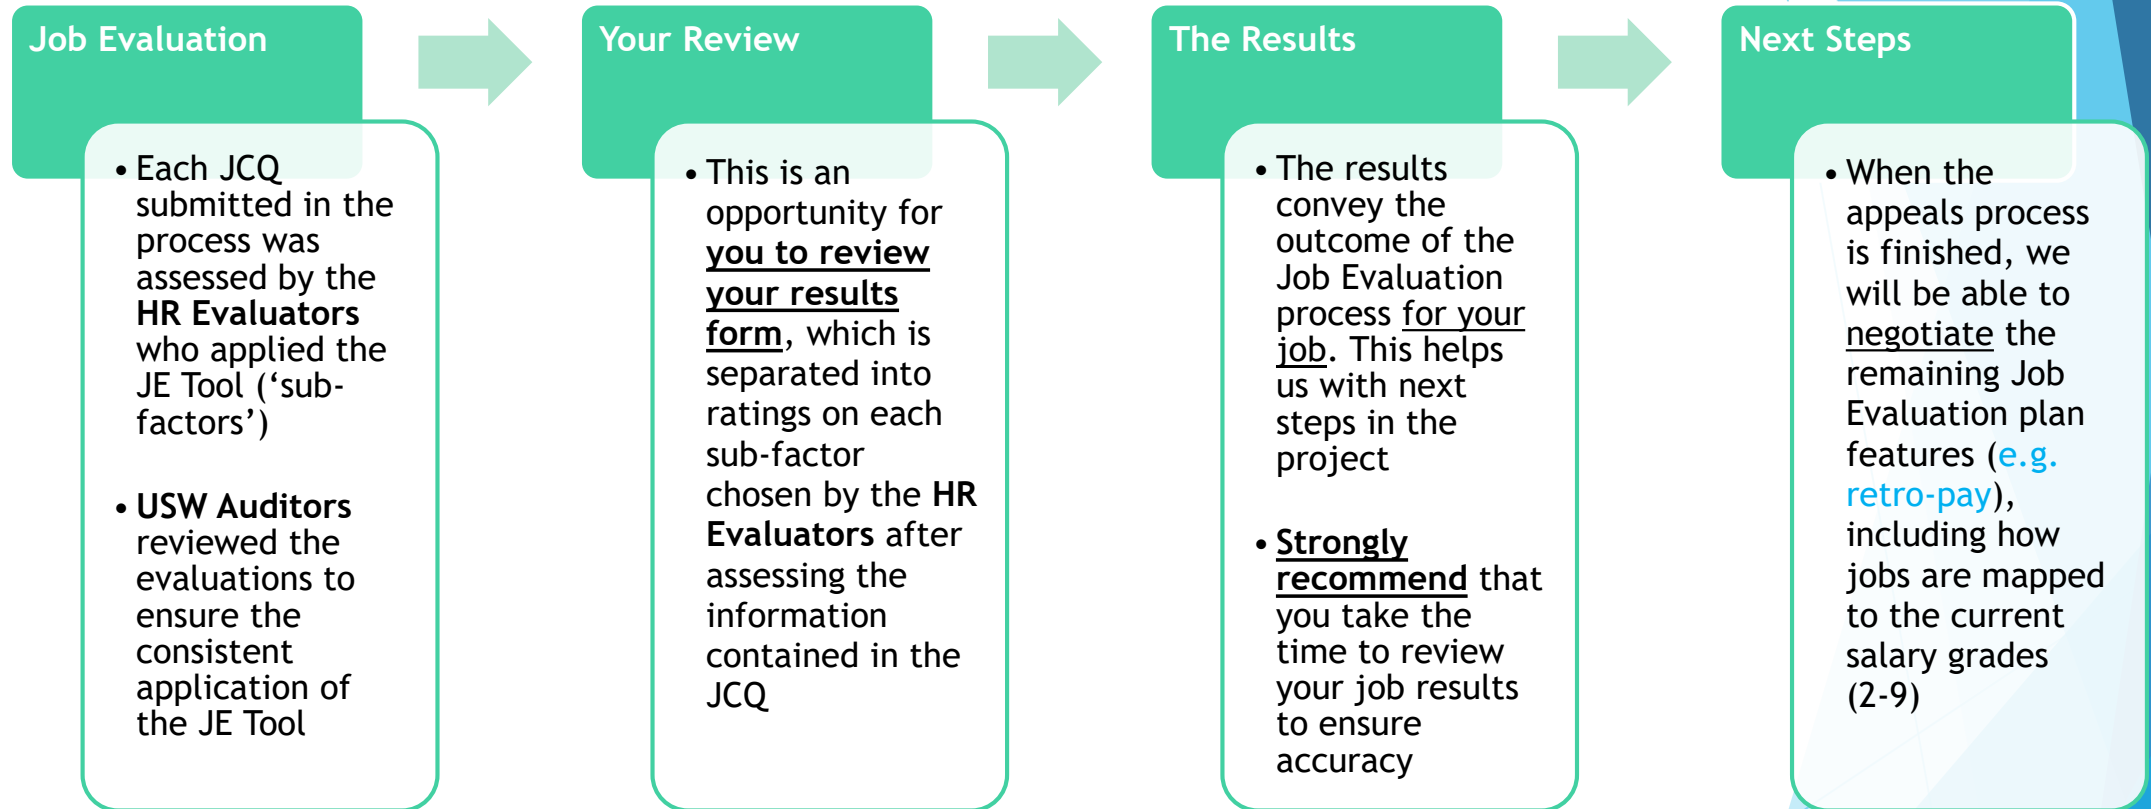 Job Evaluation
• Each JCQ
submitted in the
process was
assessed by the
HR Evaluators
who applied the
JE Tool (‘sub-
factors’)
• USW Auditors
reviewed the
evaluations to
ensure the
consistent
application of
the JE Tool
Your Review
• This is an
opportunity for
you to review
your results
form, which is
separated into
ratings on each
sub-factor
chosen by the HR
Evaluators after
assessing the
information
contained in the
JCQ
The Results
• The results
convey the
outcome of the
Job Evaluation
process for your
job. This helps
us with next
steps in the
project
• Strongly
recommend that
you take the
time to review
your job results
to ensure
accuracy
Next Steps
• When the
appeals process
is finished, we
will be able to
negotiate the
remaining Job
Evaluation plan
features (e.g.
retro-pay),
including how
jobs are mapped
to the current
salary grades
(2-9)